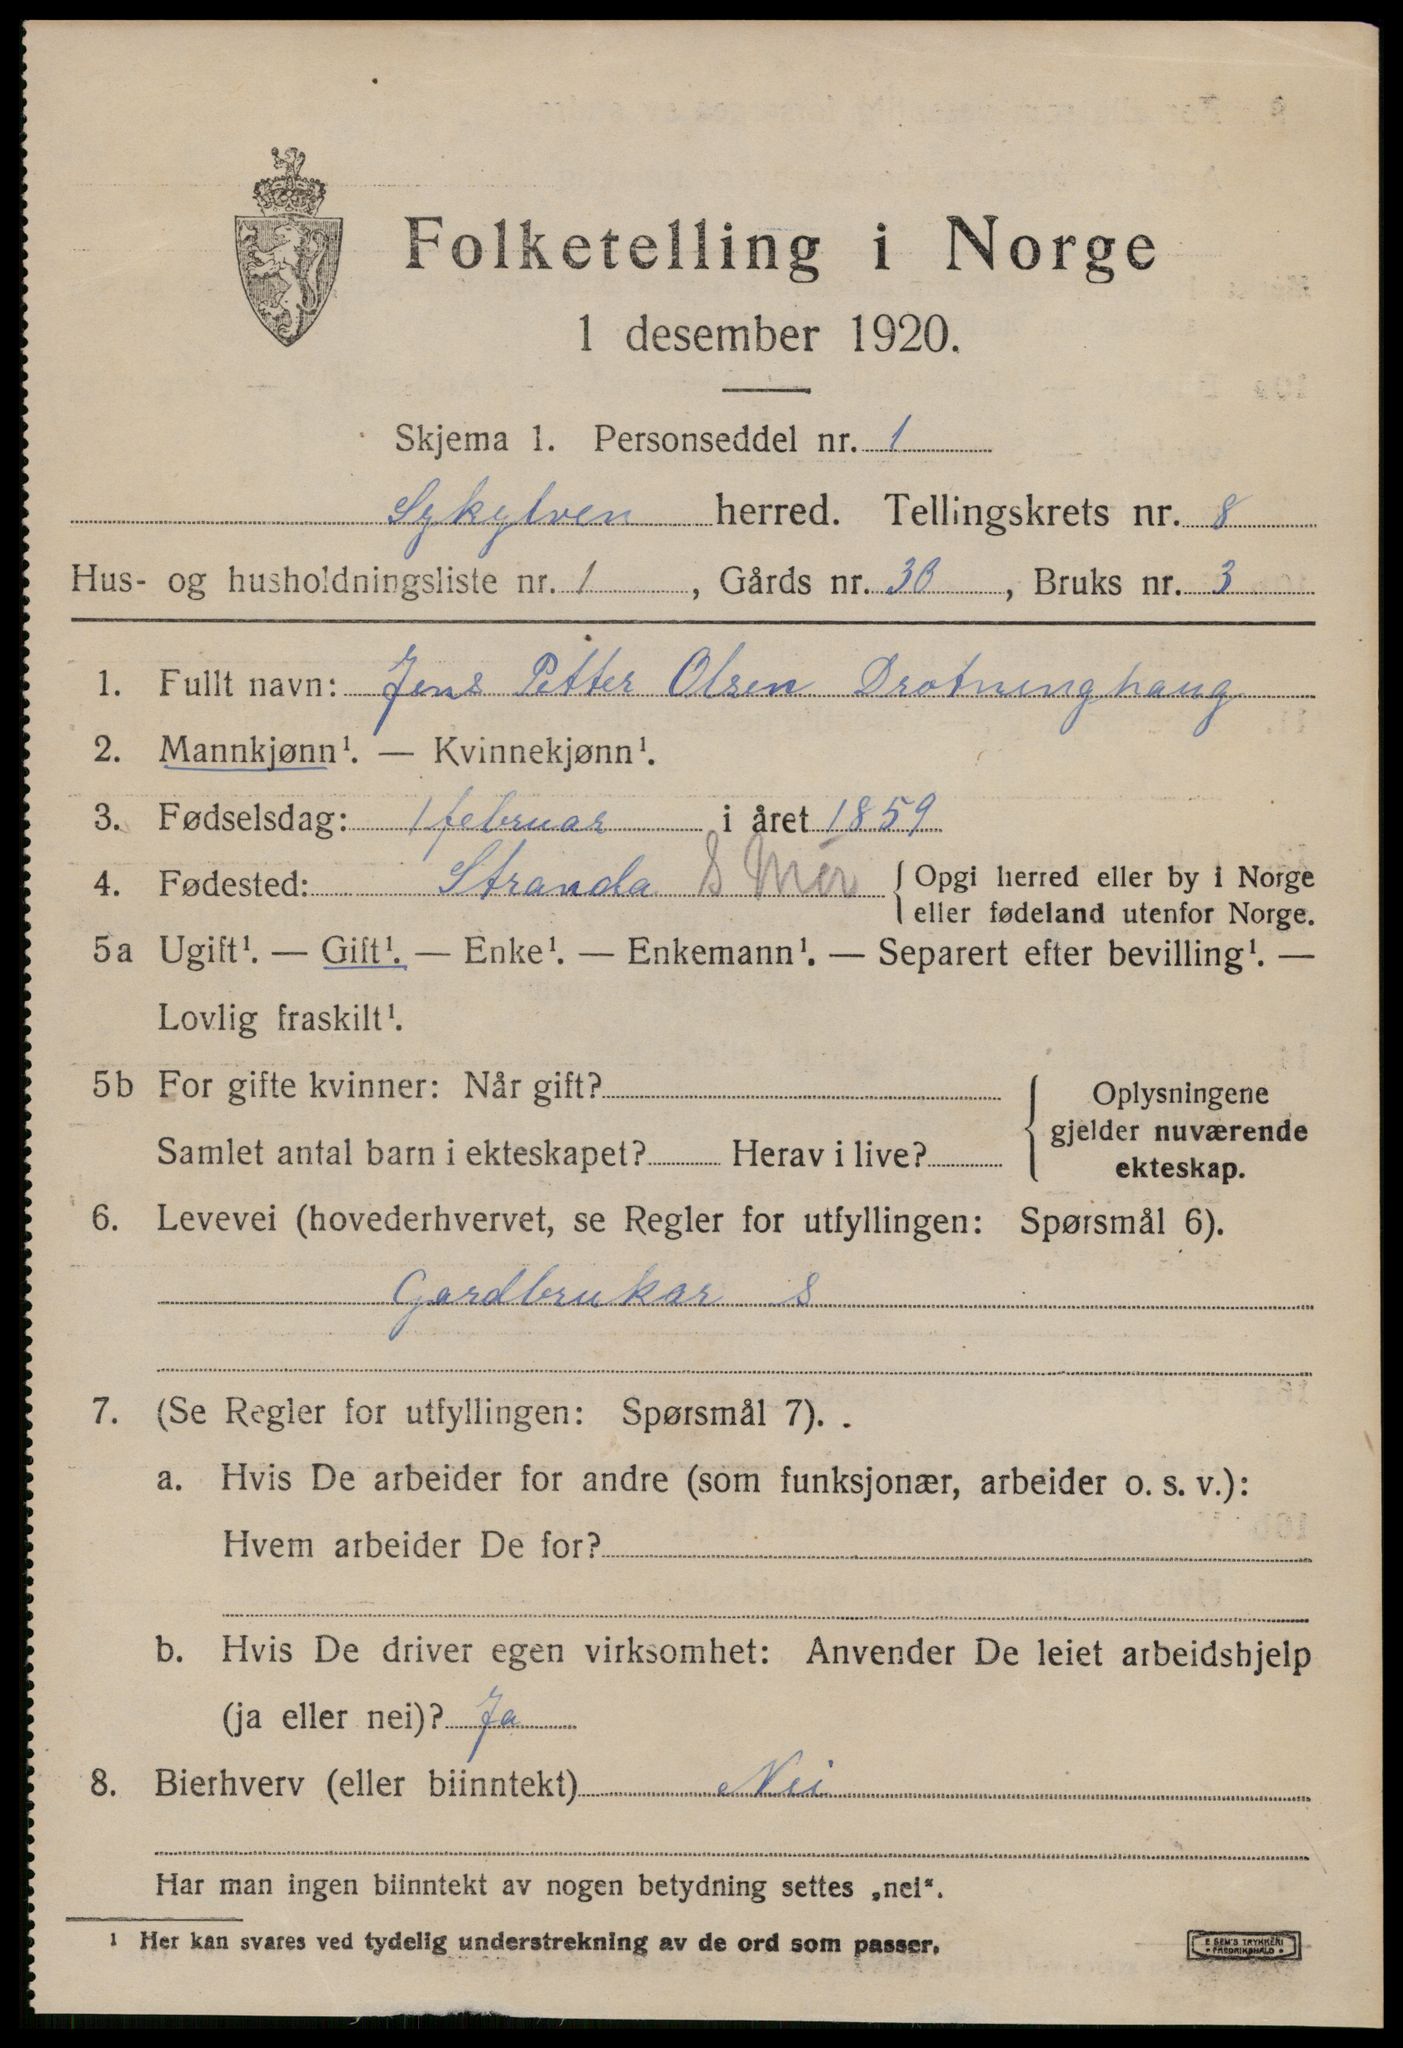 Folketelling i Norge
1 desember 1920.
Skjema 1. Personseddel nr. 1
Sykylven herred. Tellingskrets nr. 8
Hus- og husholdningsliste nr. 1, Gårds nr. 30, Bruks nr. 3
1. Fullt navn: Jens Petter Olsen Drotninghaug
2. Mannkjønn¹. — Kvinnekjønn¹.
3. Fødselsdag: 1 februar i året 1859
4. Fødested: Stranda S Mør { Opgi herred eller by i Norge
eller fødeland utenfor Norge.
5a Ugift¹. — Gift¹. — Enke¹. — Enkemann¹. — Separert efter bevilling¹. —
Lovlig fraskilt¹.
5b For gifte kvinner: Når gift?
Samlet antal barn i ekteskapet? Herav i live?
Oplysningene
gjelder nuværende
ekteskap.
6. Levevei (hovederhvervet, se Regler for utfyllingen: Spørsmål 6).
Gardbrukar S
7. (Se Regler for utfyllingen: Spørsmål 7).
a. Hvis De arbeider for andre (som funksjonær, arbeider o. s. v.):
Hvem arbeider De for?
b. Hvis De driver egen virksomhet: Anvender De leiet arbeidshjelp
(ja eller nei)? Ja
8. Bierhverv (eller biinntekt) Nei
Har man ingen biinntekt av nogen betydning settes „nei".
¹ Her kan svares ved tydelig understrekning av de ord som passer.
E SEM'S TRYKKERI
FREDRIKSHALD